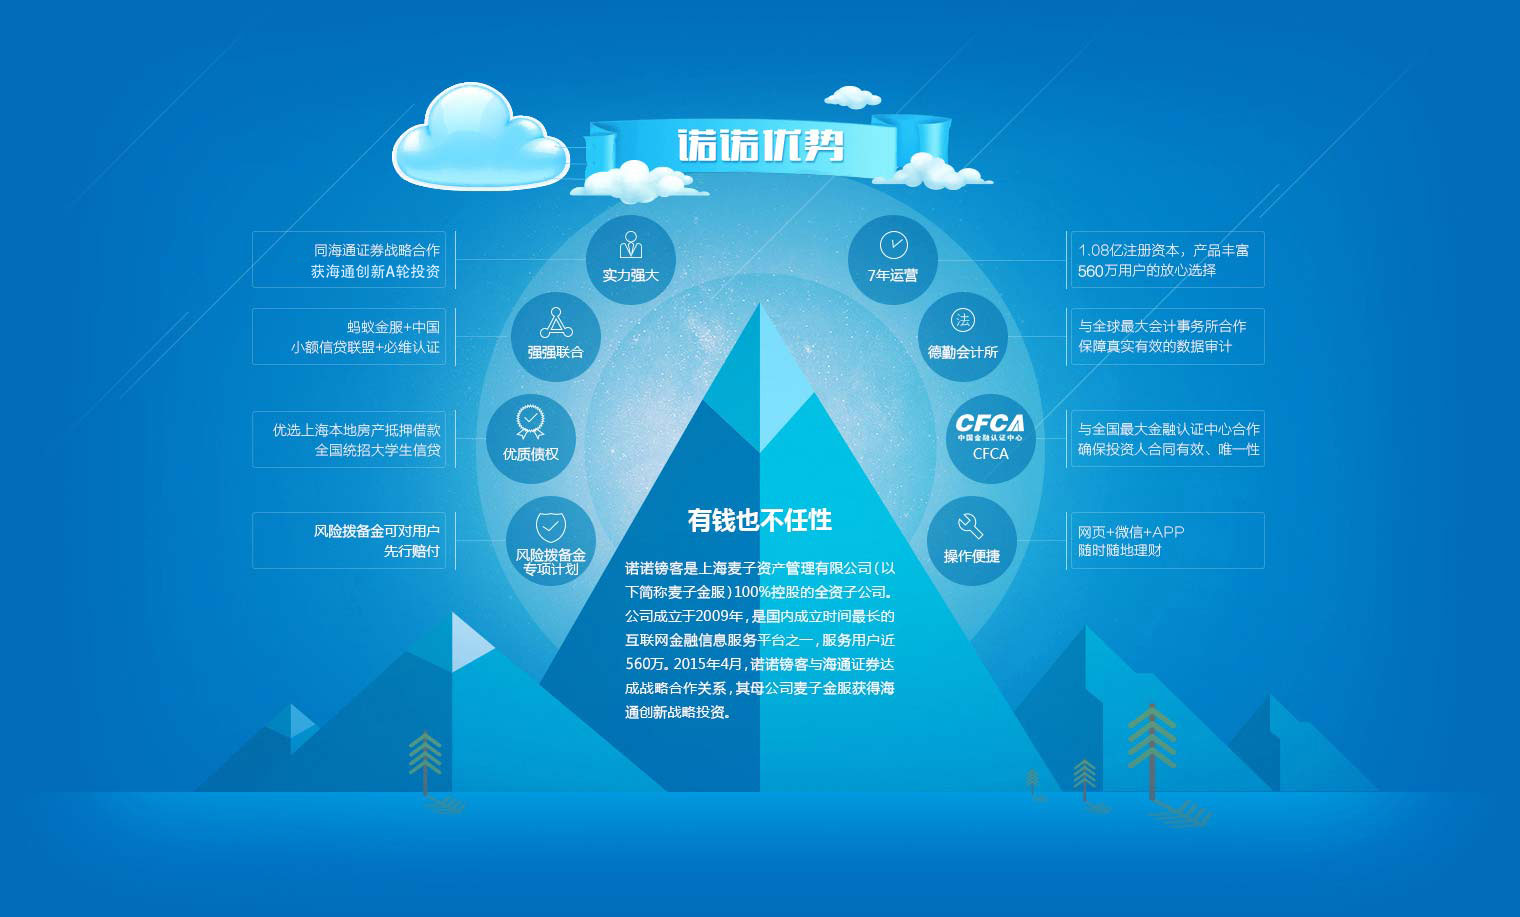 诺诺优势
同海通证券战略合作
获海通创新A轮投资
实力强大
7年运营
1.08亿注册资本，产品丰富
560万用户的放心选择
蚂蚁金服+中国
小额信贷联盟+必维认证
强强联合
法
德勤会计所
与全球最大会计事务所合作
保障真实有效的数据审计
优选上海本地房产抵押借款
全国统招大学生信贷
优质债权
CFCA
中国金融认证中心
CFCA
与全国最大金融认证中心合作
确保投资人合同有效、唯一性
风险拨备金可对用户
先行赔付
风险拨备金
专项计划
操作便捷
网页+微信+APP
随时随地理财
有钱也不任性
诺诺镑客是上海麦子资产管理有限公司（以
下简称麦子金服）100%控股的全资子公司。
公司成立于2009年，是国内成立时间最长的
互联网金融信息服务平台之一，服务用户近
560万。2015年4月，诺诺镑客与海通证券达
成战略合作关系，其母公司麦子金服获得海
通创新战略投资。